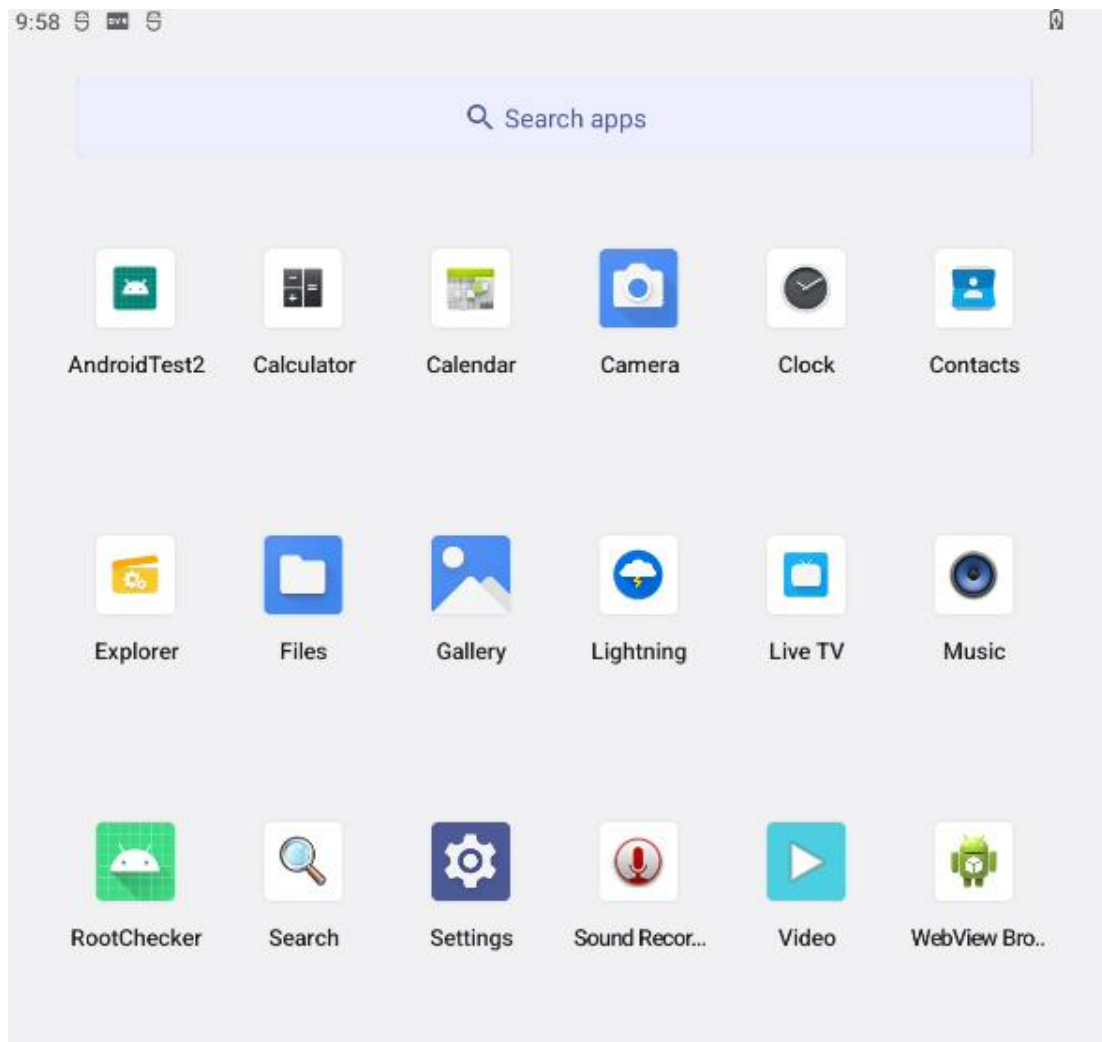 9:58
Search apps
AndroidTest2 Calculator Calendar Camera Clock Contacts
Explorer Files Gallery Lightning Live TV Music
RootChecker Search Settings Sound Recor... Video WebView Bro..